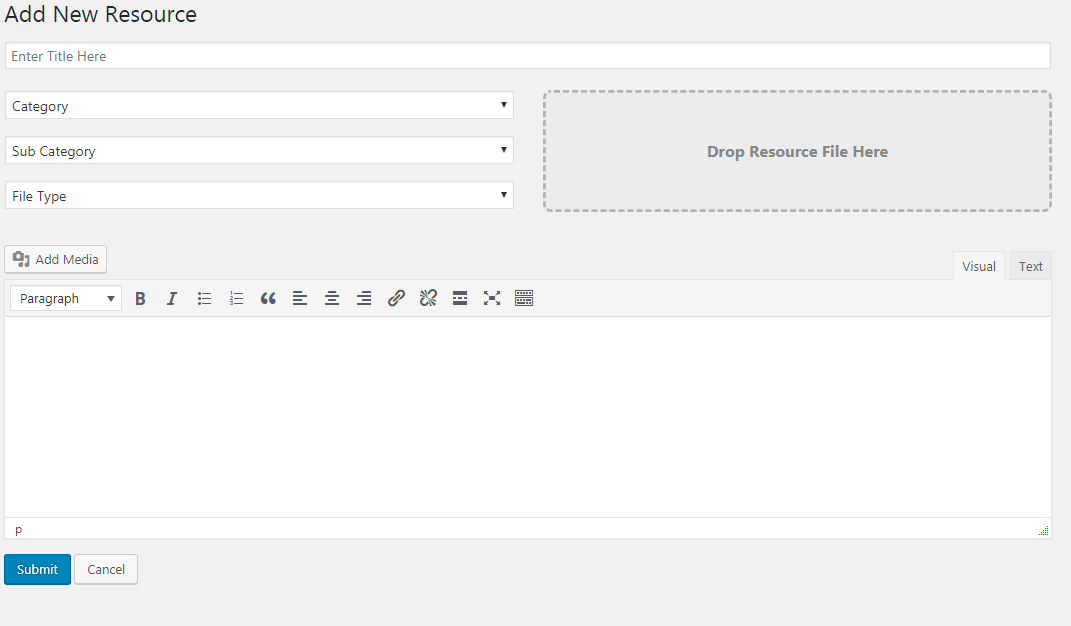 Add New Resource
Enter Title Here
Category
Sub Category
File Type
Drop Resource File Here
Add Media
Visual Text
Paragraph B I
p
Submit Cancel